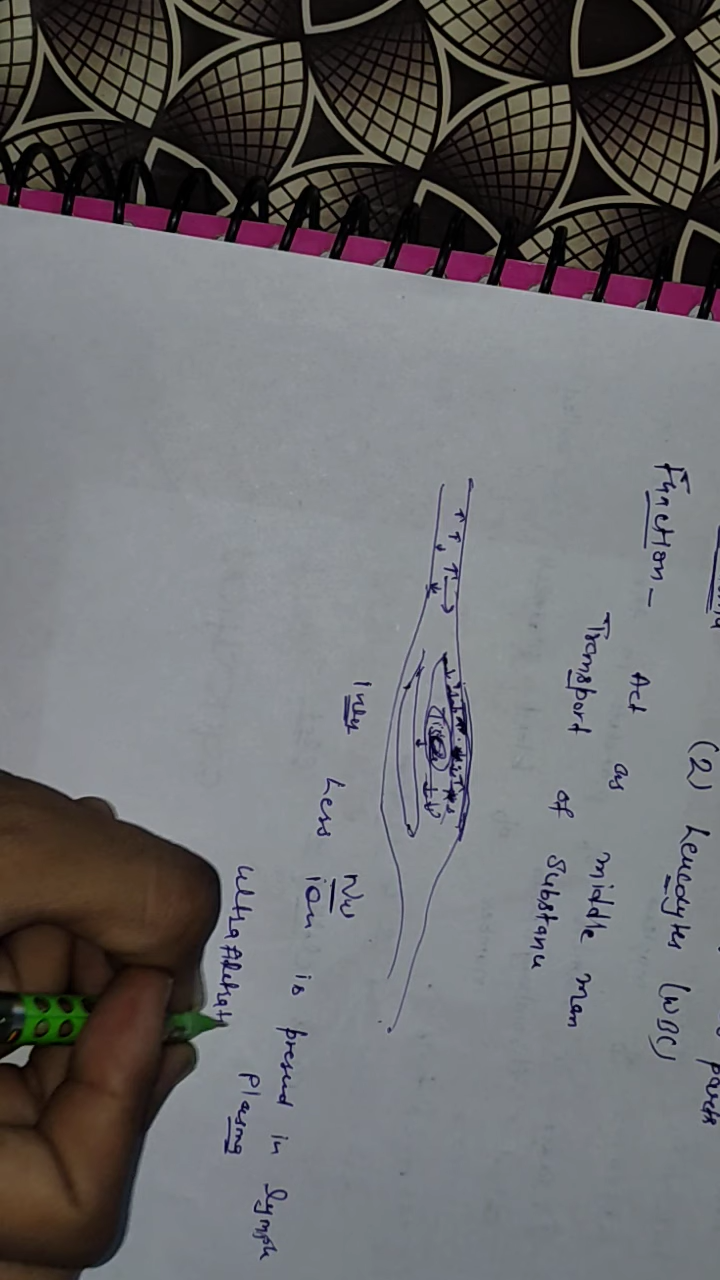 parts
(2) Leucocytes (WBC)
Function -
Act as middle man
Transport of Substance
Tissue
Less
ion is present in lymph
Plasma